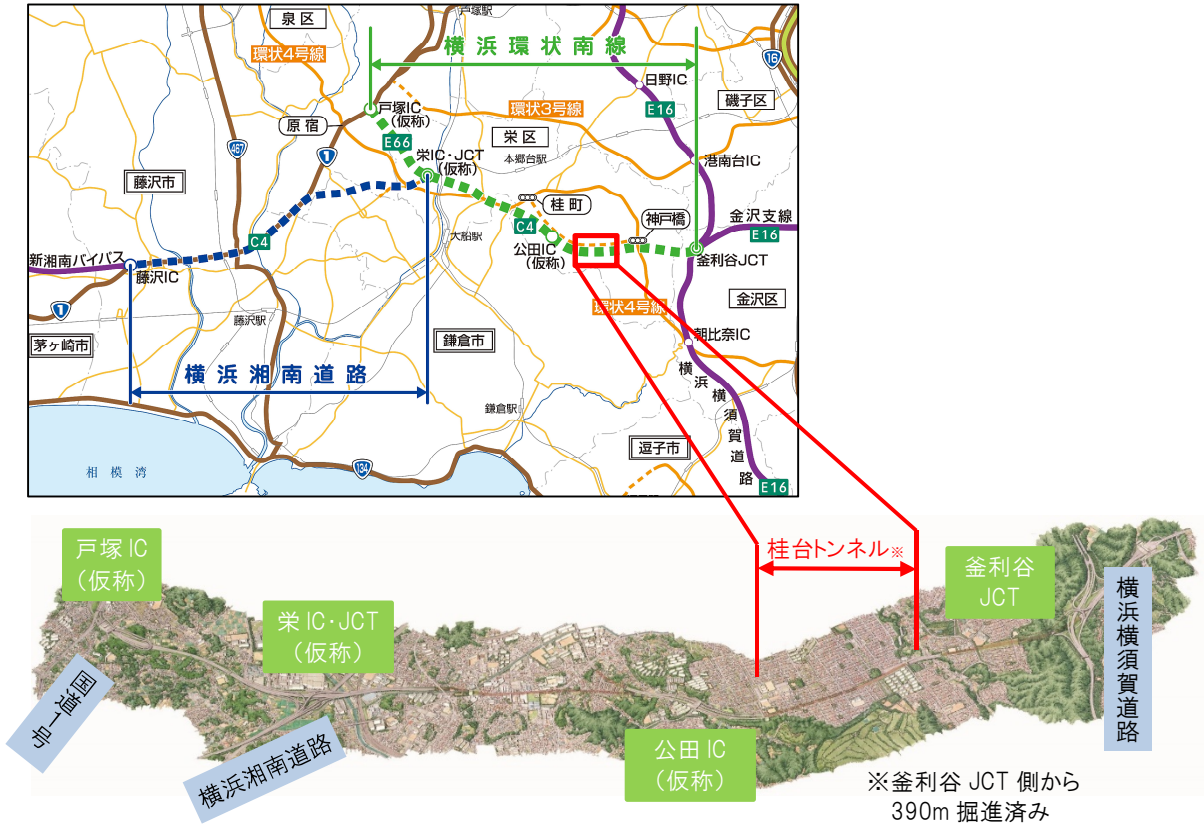 戸塚駅
泉区
環状4号線
横浜環状南線
16
日野IC
磯子区
E16
環状3号線
戸塚IC
(仮称)
原宿
E66
栄区
本郷台駅
467
1
栄IC・JCT
(仮称)
港南台IC
藤沢市
桂町
神戸橋
金沢支線
E16
C4
大船駅
公田IC
(仮称)
C4
新湘南バイパス
藤沢IC
釜利谷JCT
1
金沢区
環状4号線
藤沢駅
茅ヶ崎市
鎌倉市
朝比奈IC
横浜湘南道路
横浜横須賀道路
鎌倉駅
逗子市
相模湾
134
E16
戸塚IC
(仮称)
桂台トンネル※
釜利谷
JCT
栄IC・JCT
(仮称)
横浜横須賀道路
国道1号
横浜湘南道路
公田IC
(仮称)
※釜利谷JCT側から
390m掘進済み